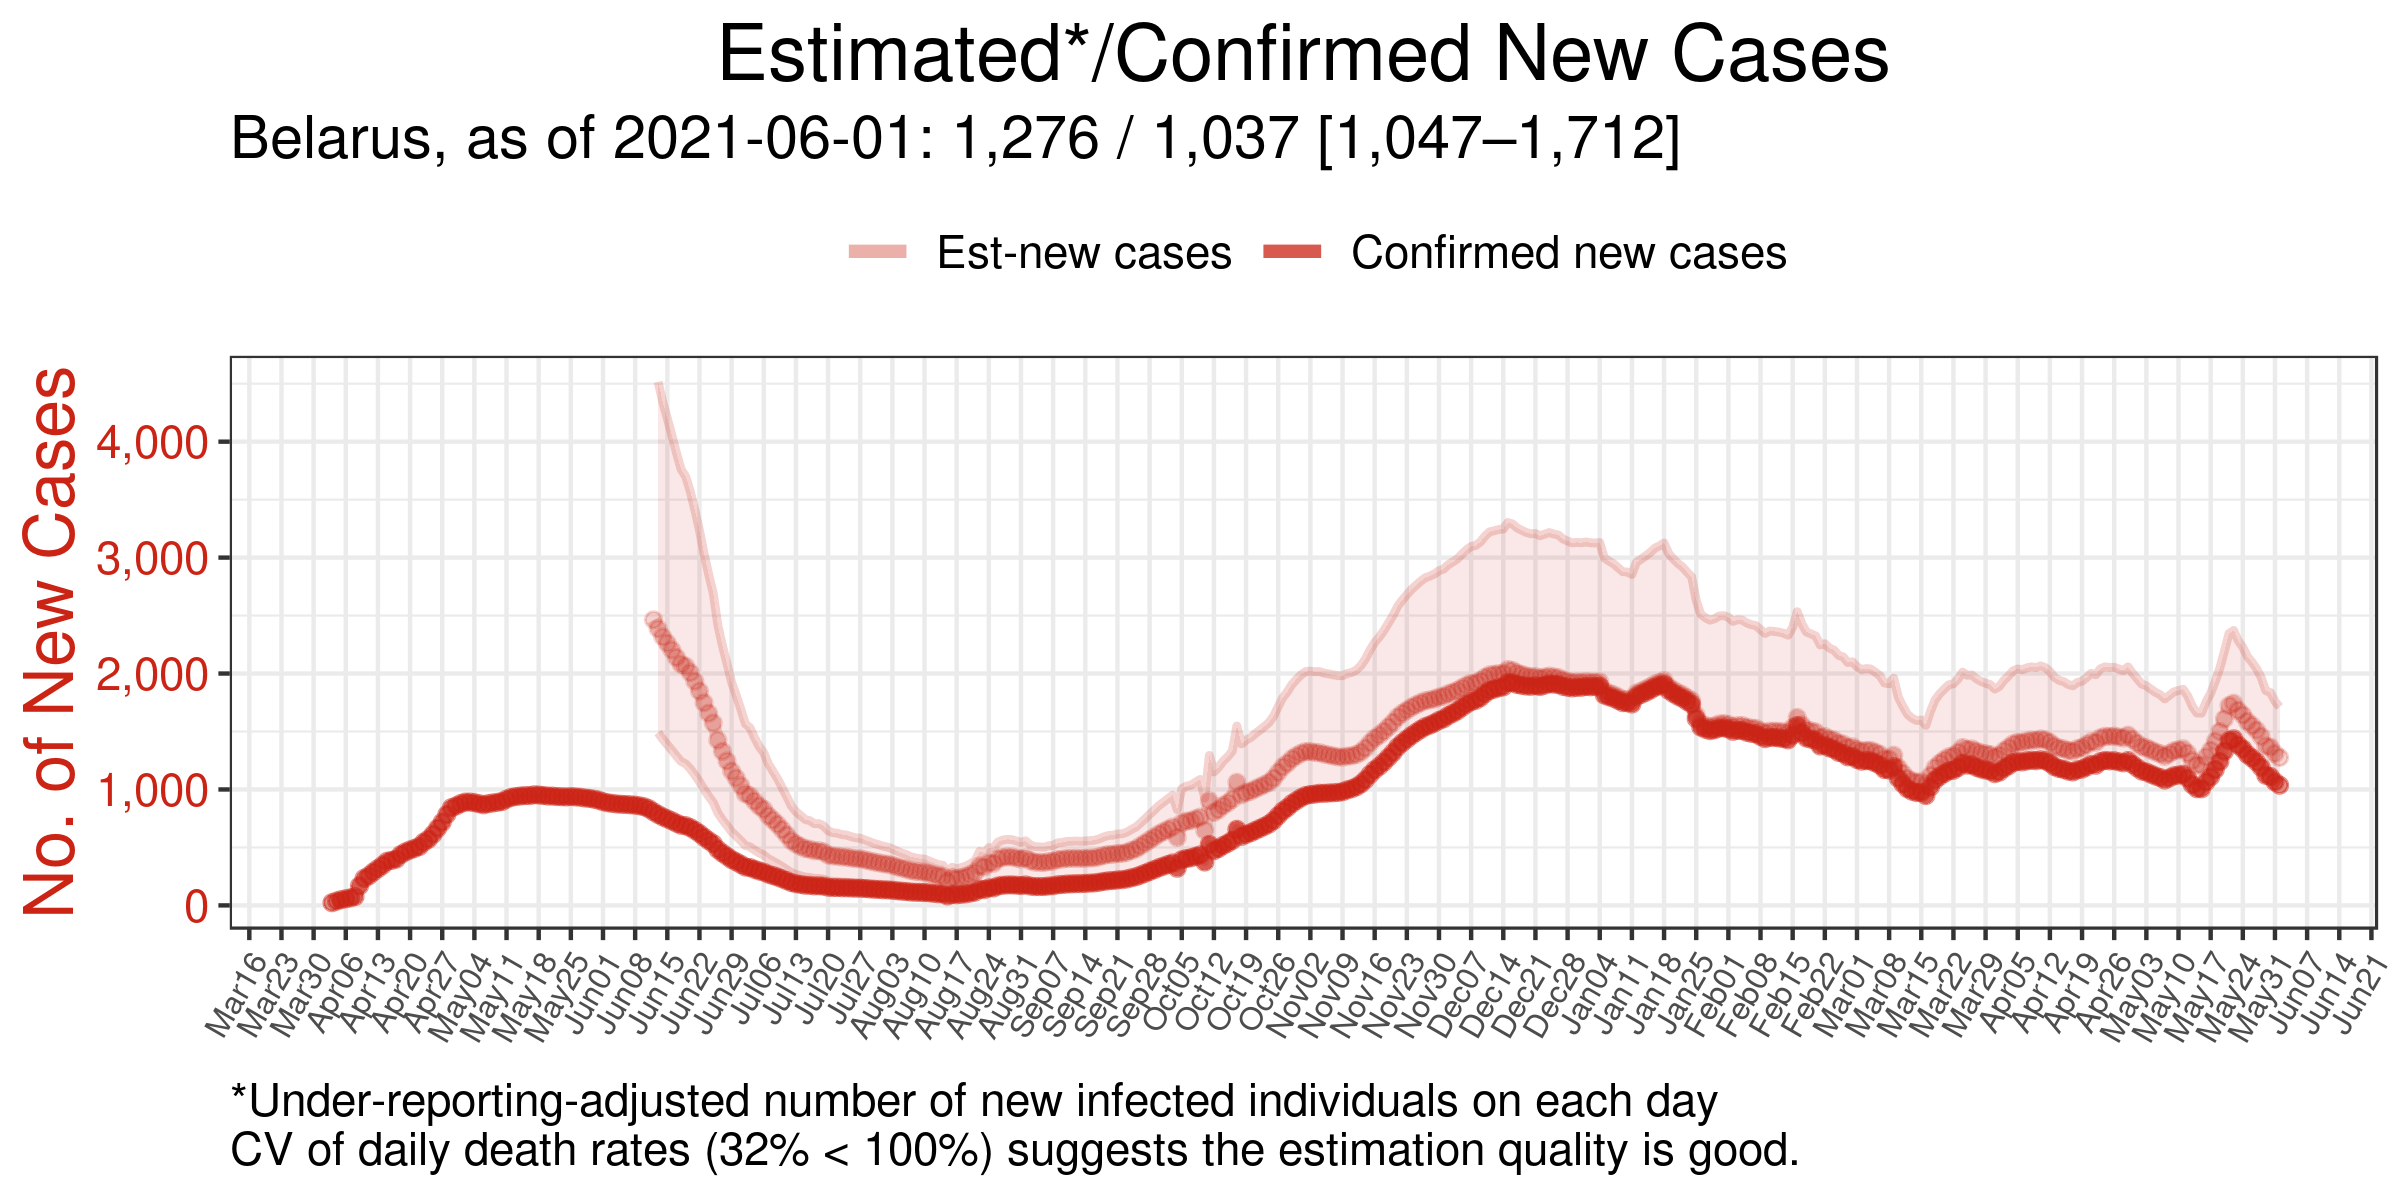 Estimated*/Confirmed New Cases
Belarus, as of 2021-06-01: 1,276 / 1,037 [1,047–1,712]
Est-new cases
Confirmed new cases
No. of New Cases
4,000
3,000
2,000
1,000
0
Mar16
Mar23
Mar30
Apr06
Apr13
Apr20
Apr27
May04
May11
May18
May25
Jun01
Jun08
Jun15
Jun22
Jun29
Jul06
Jul13
Jul20
Jul27
Aug03
Aug10
Aug17
Aug24
Aug31
Sep07
Sep14
Sep21
Sep28
Oct05
Oct12
Oct19
Oct26
Nov02
Nov09
Nov16
Nov23
Nov30
Dec07
Dec14
Dec21
Dec28
Jan04
Jan11
Jan18
Jan25
Feb01
Feb08
Feb15
Feb22
Mar01
Mar08
Mar15
Mar22
Mar29
Apr05
Apr12
Apr19
Apr26
May03
May10
May17
May24
May31
Jun07
Jun14
Jun21
*Under-reporting-adjusted number of new infected individuals on each day
CV of daily death rates (32% < 100%) suggests the estimation quality is good.